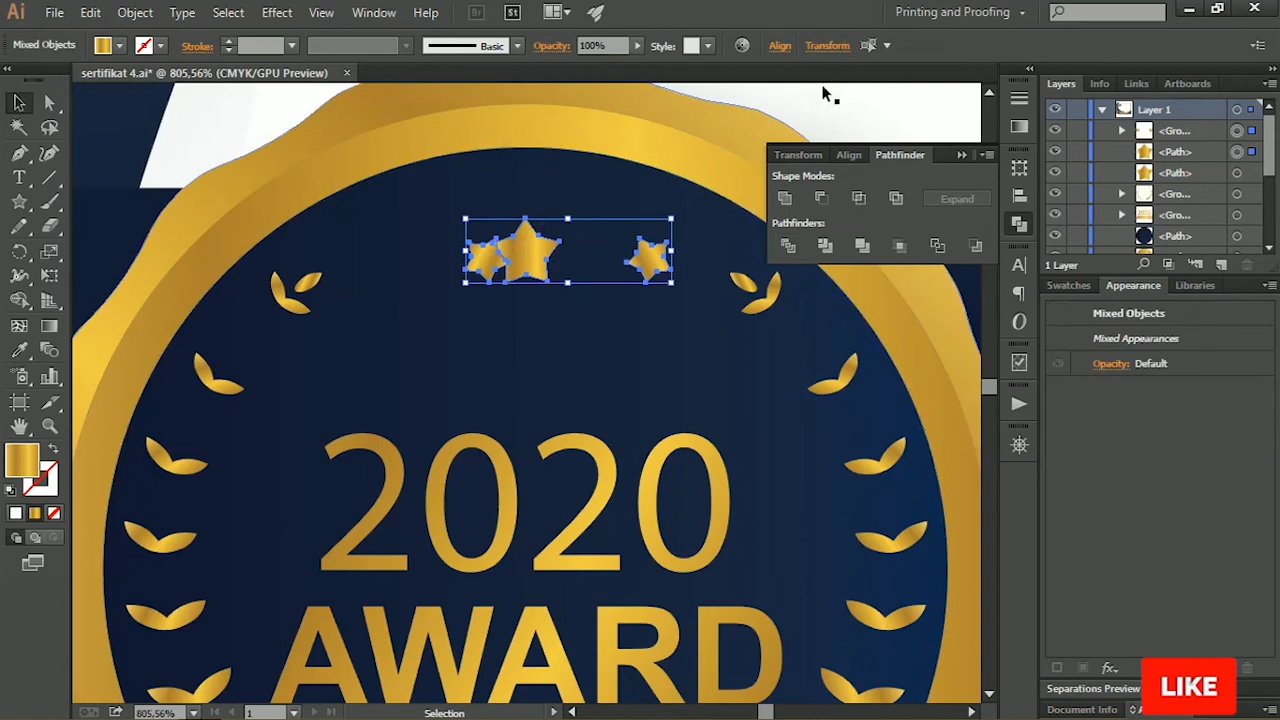 Ai File Edit Object Type Select Effect View Window Help Br St Printing and Proofing
Mixed Objects Stroke: Basic Opacity: 100% Style: Align Transform
sertifikat 4.ai* @ 805,56% (CMYK/GPU Preview) ×
Layers Info Links Artboards
Layer 1
<Gro...
<Path>
<Path>
<Gro...
<Gro...
<Path>
1 Layer
Transform Align Pathfinder
Shape Modes:
Expand
Pathfinders:
Swatches Appearance Libraries
Mixed Objects
Mixed Appearances
Opacity: Default
2020
AWARD
fx
LIKE
Separations Preview
Document Info
805,56% 1 Selection